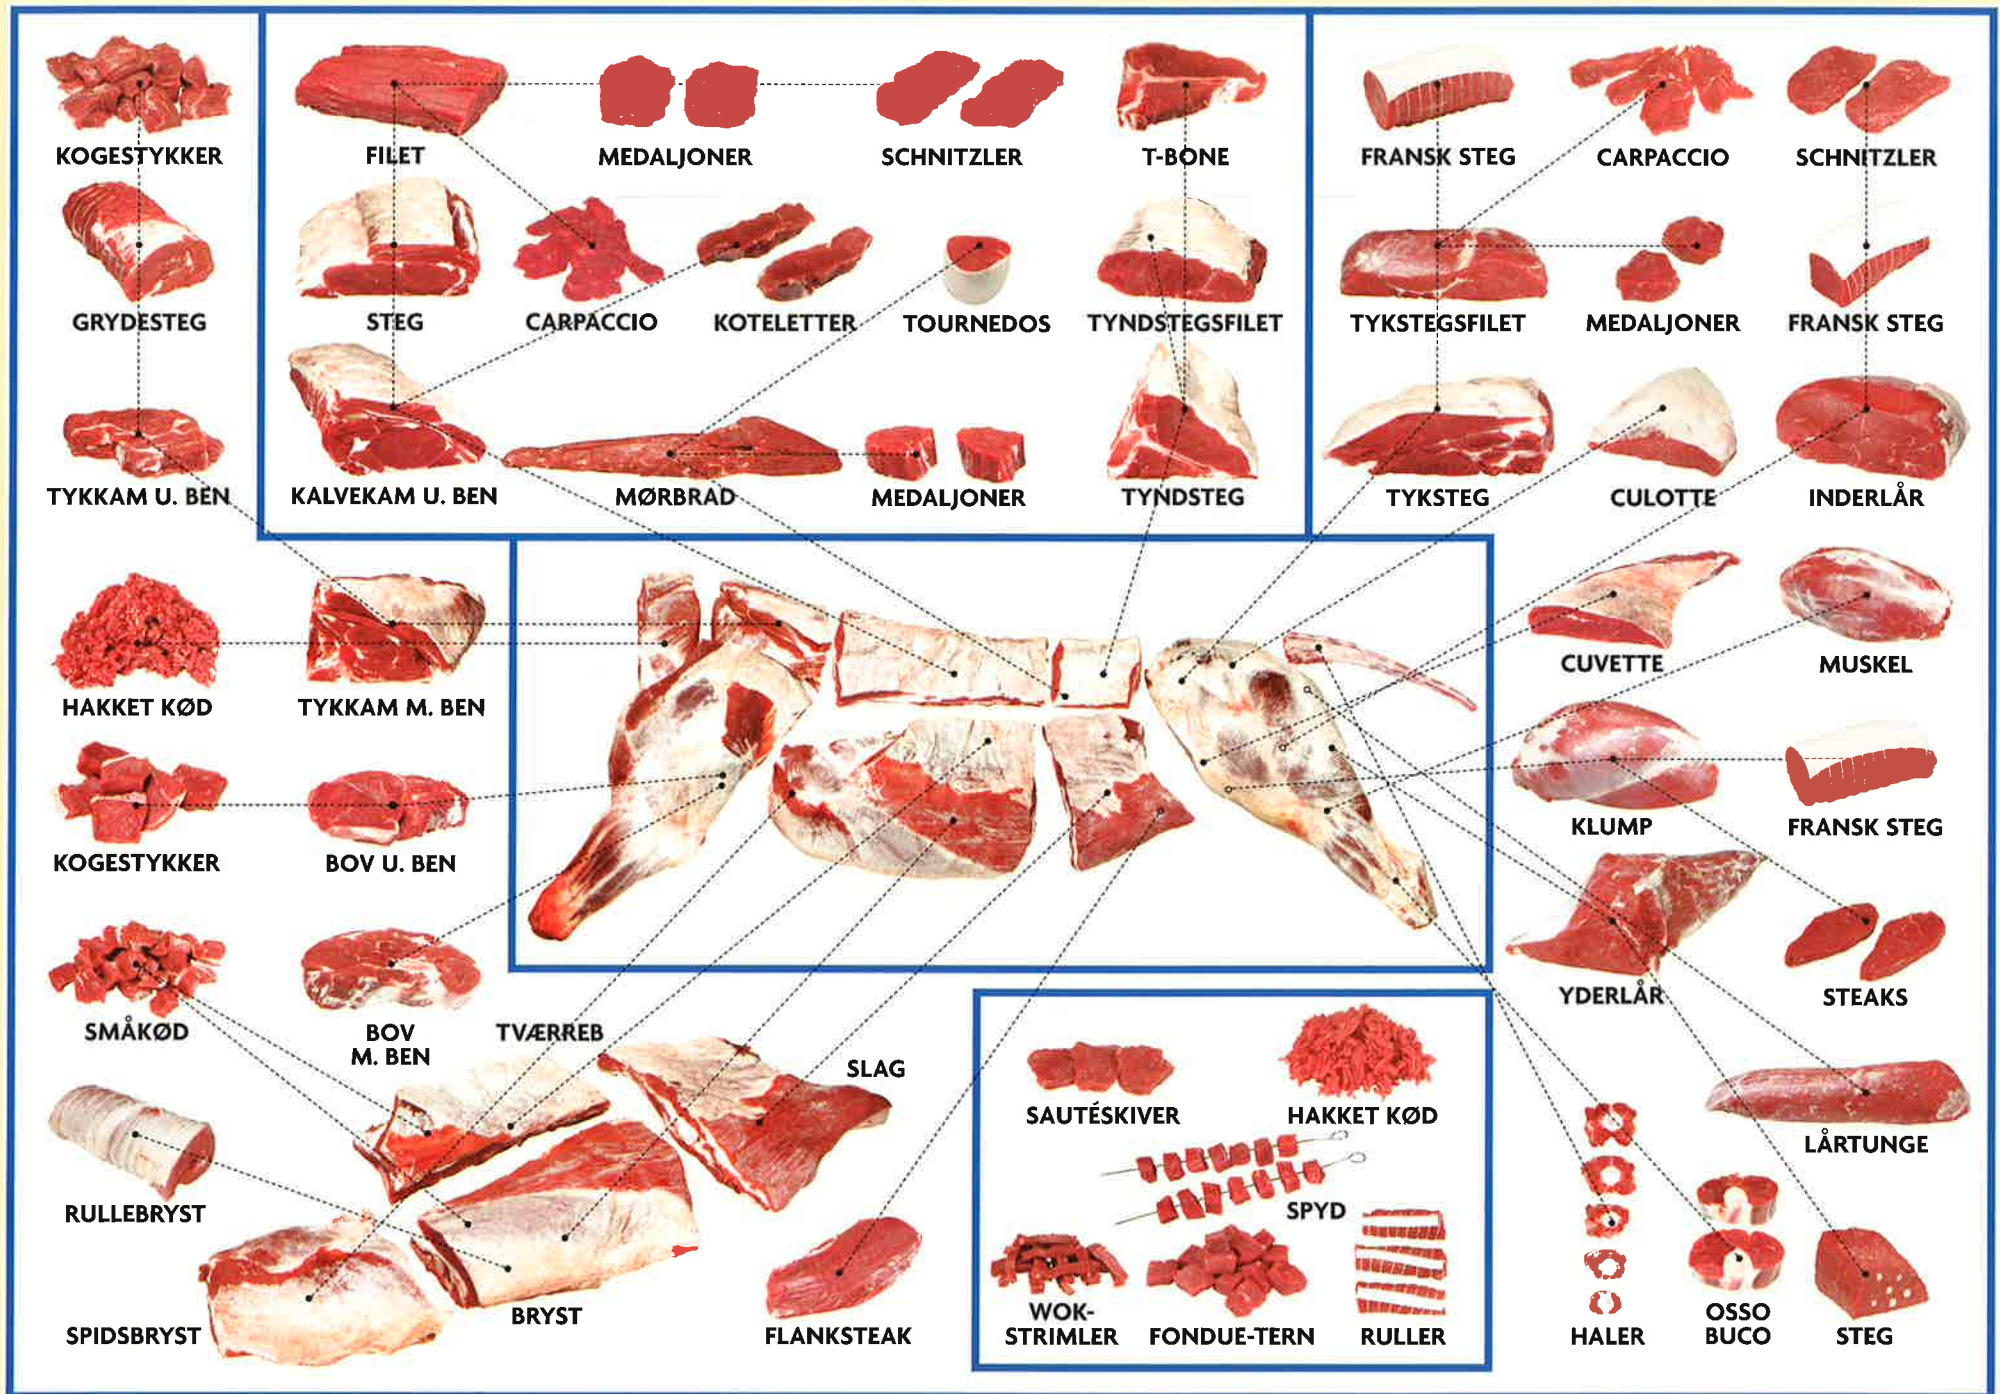 KOGESTYKKER
FILET
MEDALJONER
SCHNITZLER
T-BONE
FRANSK STEG
CARPACCIO
SCHNITZLER
GRYDESTEG
STEG
CARPACCIO
KOTELETTER
TOURNEDOS
TYNDSTEGSFILET
TYKSTEGSFILET
MEDALJONER
FRANSK STEG
TYKKAM U. BEN
KALVEKAM U. BEN
MØRBRAD
MEDALJONER
TYNDSTEG
TYKSTEG
CULOTTE
INDERLÅR
HAKKET KØD
TYKKAM M. BEN
CUVETTE
MUSKEL
KOGESTYKKER
BOV U. BEN
KLUMP
FRANSK STEG
SMÅKØD
BOV
M. BEN
TVÆRREB
SLAG
YDERLÅR
STEAKS
SAUTÉSKIVER
HAKKET KØD
LÅRTUNGE
RULLEBRYST
SPYD
SPIDSBRYST
BRYST
FLANKSTEAK
WOK-
STRIMLER
FONDUE-TERN
RULLER
HALER
OSSO
BUCO
STEG